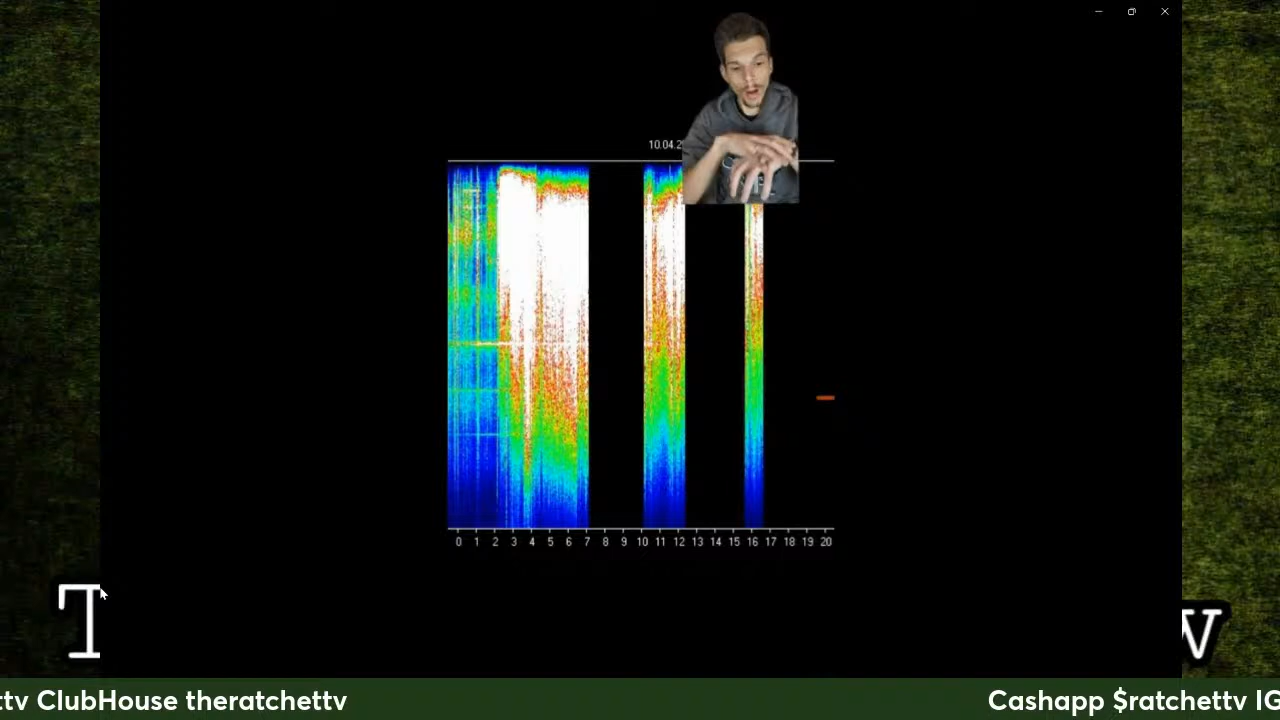 10.04.2
0 1 2 3 4 5 6 7 8 9 10 11 12 13 14 15 16 17 18 19 20
T
w
ttv ClubHouse theratchettv
Cashapp $ratchettv IG